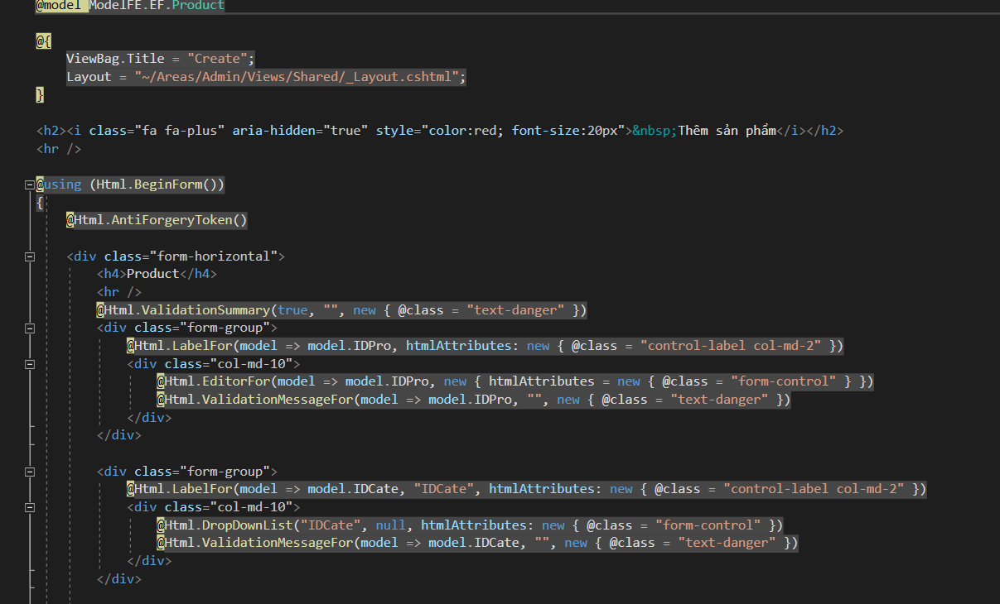 @model ModelFE.EF.Product
@{
ViewBag.Title = "Create";
Layout = "~/Areas/Admin/Views/Shared/_Layout.cshtml";
}
<h2><i class="fa fa-plus" aria-hidden="true" style="color:red; font-size:20px">&nbsp;Thêm sản phẩm</i></h2>
<hr />
@using (Html.BeginForm())
{
@Html.AntiForgeryToken()
<div class="form-horizontal">
<h4>Product</h4>
<hr />
@Html.ValidationSummary(true, "", new { @class = "text-danger" })
<div class="form-group">
@Html.LabelFor(model => model.IDPro, htmlAttributes: new { @class = "control-label col-md-2" })
<div class="col-md-10">
@Html.EditorFor(model => model.IDPro, new { htmlAttributes = new { @class = "form-control" } })
@Html.ValidationMessageFor(model => model.IDPro, "", new { @class = "text-danger" })
</div>
</div>
<div class="form-group">
@Html.LabelFor(model => model.IDCate, "IDCate", htmlAttributes: new { @class = "control-label col-md-2" })
<div class="col-md-10">
@Html.DropDownList("IDCate", null, htmlAttributes: new { @class = "form-control" })
@Html.ValidationMessageFor(model => model.IDCate, "", new { @class = "text-danger" })
</div>
</div>